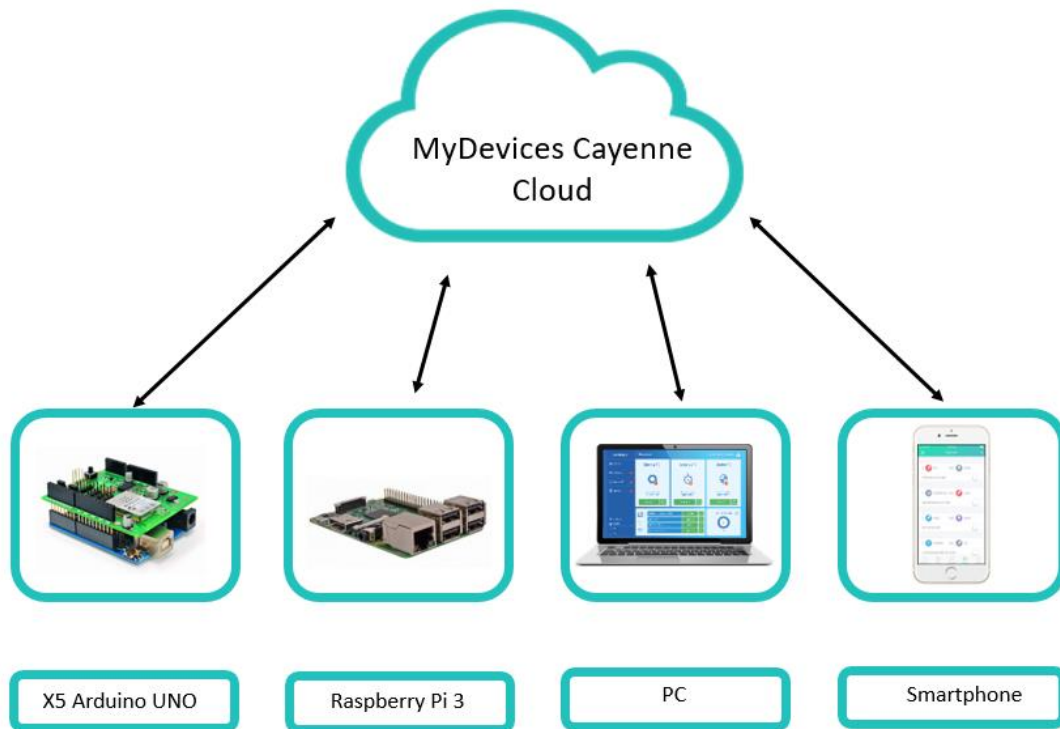 MyDevices Cayenne
Cloud
X5 Arduino UNO
Raspberry Pi 3
PC
Smartphone